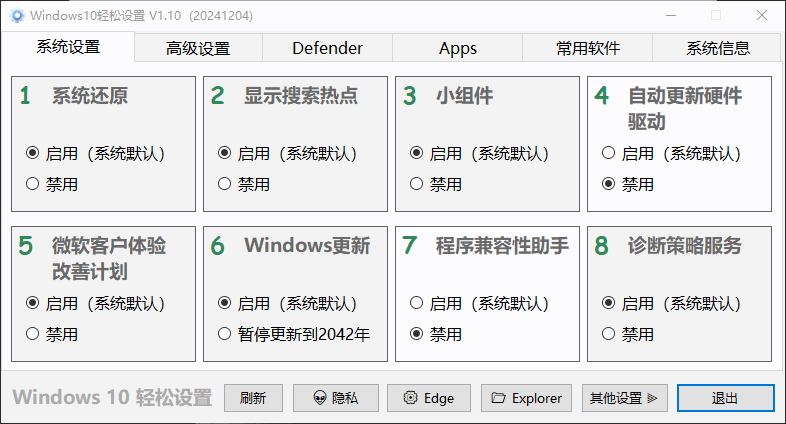 Windows10轻松设置 V1.10 (20241204)
系统设置 高级设置 Defender Apps 常用软件 系统信息
1 系统还原
启用（系统默认）
禁用
2 显示搜索热点
启用（系统默认）
禁用
3 小组件
启用（系统默认）
禁用
4 自动更新硬件
驱动
启用（系统默认）
禁用
5 微软客户体验
改善计划
启用（系统默认）
禁用
6 Windows更新
启用（系统默认）
暂停更新到2042年
7 程序兼容性助手
启用（系统默认）
禁用
8 诊断策略服务
启用（系统默认）
禁用
Windows 10 轻松设置 刷新 隐私 Edge Explorer 其他设置 退出